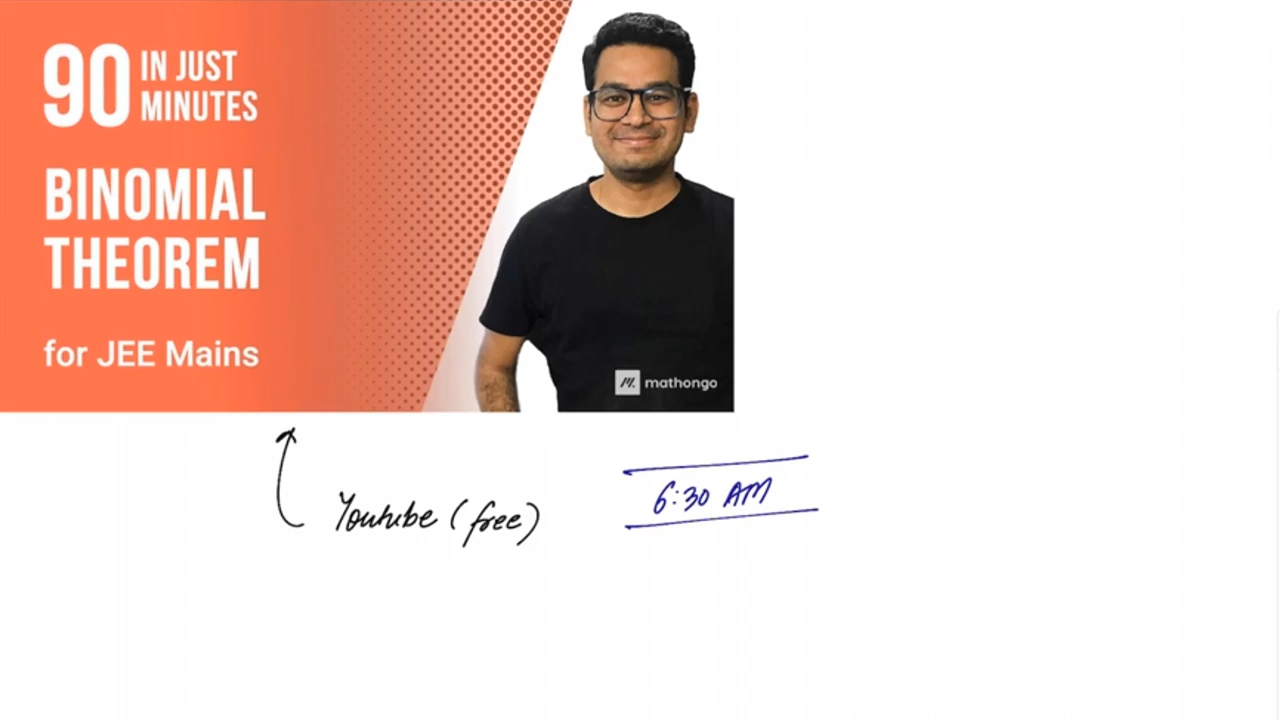 90 IN JUST
MINUTES
BINOMIAL
THEOREM
for JEE Mains
mathongo
Youtube (free)
6:30 AM